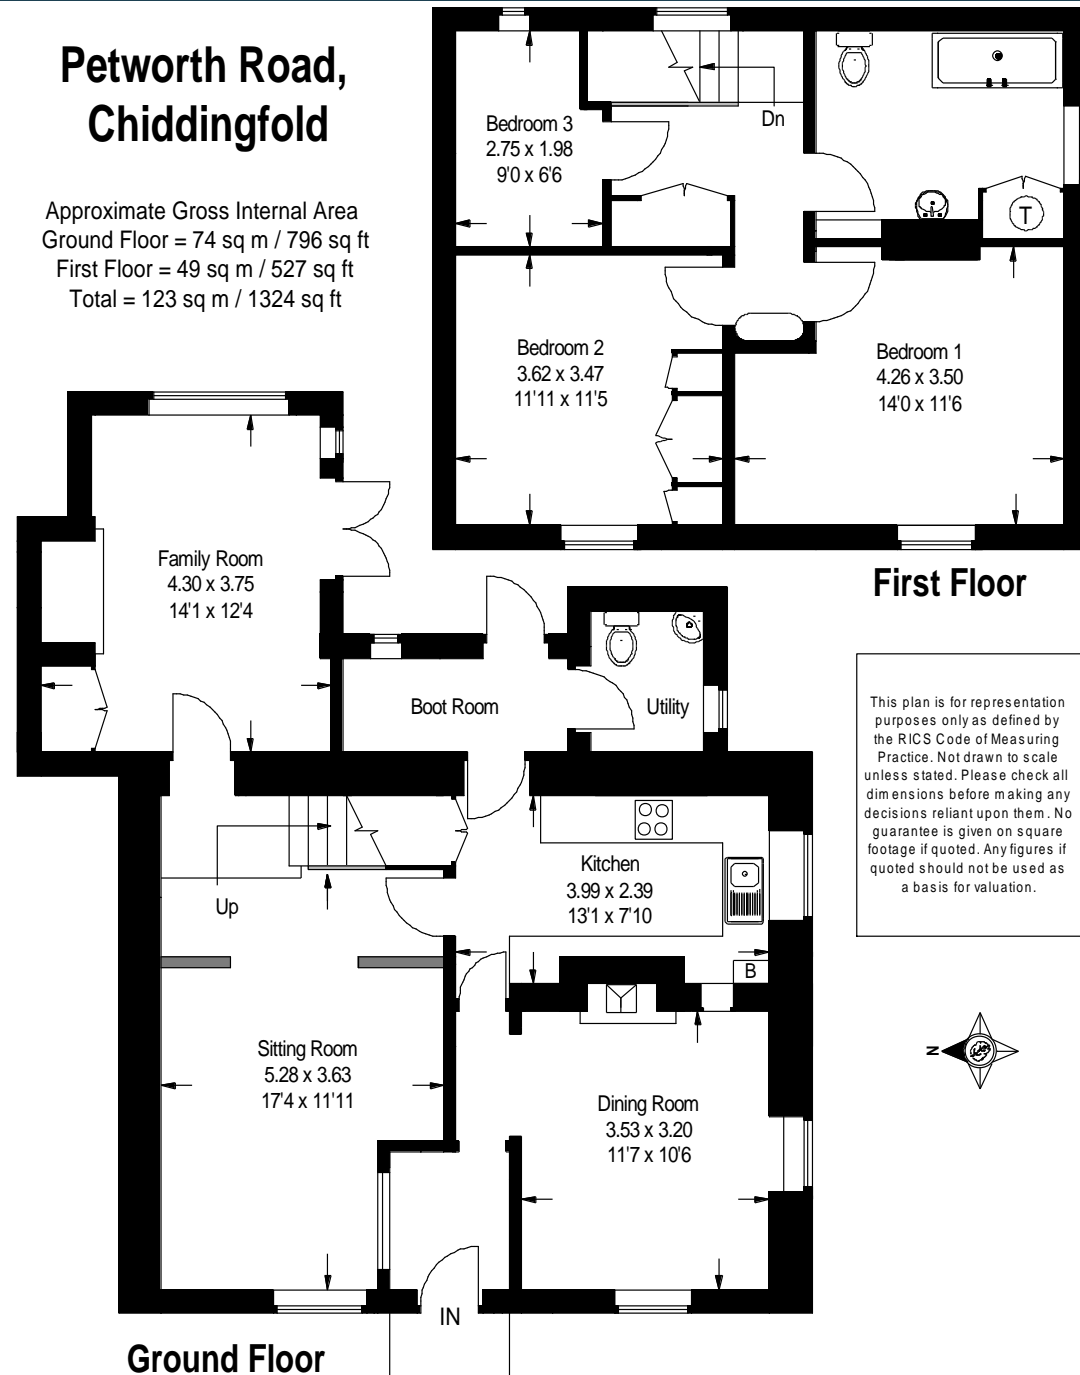 Petworth Road,
Chiddingfold
Approximate Gross Internal Area
Ground Floor = 74 sq m / 796 sq ft
First Floor = 49 sq m / 527 sq ft
Total = 123 sq m / 1324 sq ft
Bedroom 3
2.75 x 1.98
9'0 x 6'6
Dn
T
Bedroom 2
3.62 x 3.47
11'11 x 11'5
Bedroom 1
4.26 x 3.50
14'0 x 11'6
First Floor
Family Room
4.30 x 3.75
14'1 x 12'4
Boot Room
Utility
This plan is for representation
purposes only as defined by
the RICS Code of Measuring
Practice. Not drawn to scale
unless stated. Please check all
dimensions before making any
decisions reliant upon them. No
guarantee is given on square
footage if quoted. Any figures if
quoted should not be used as
a basis for valuation.
Kitchen
3.99 x 2.39
13'1 x 7'10
Up
B
N
Sitting Room
5.28 x 3.63
17'4 x 11'11
Dining Room
3.53 x 3.20
11'7 x 10'6
IN
Ground Floor